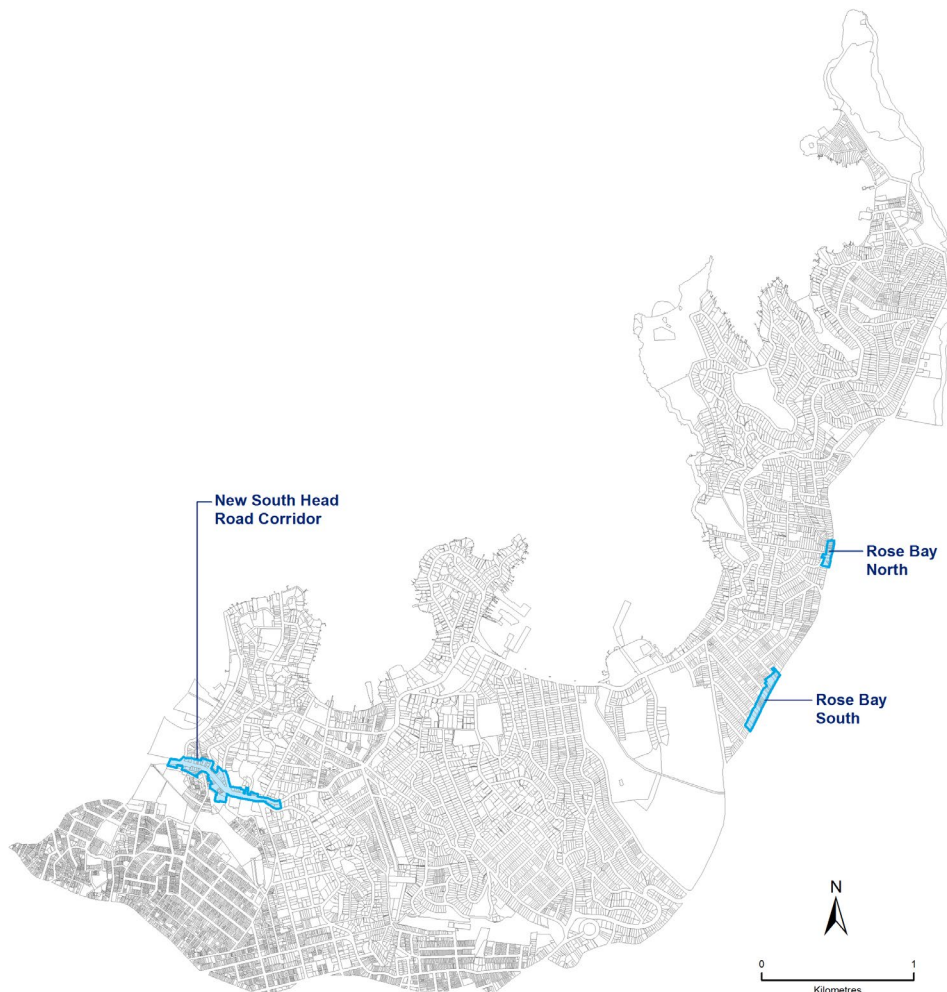 New South Head
Road Corridor
Rose Bay
North
Rose Bay
South
N
0 1
Kilometres